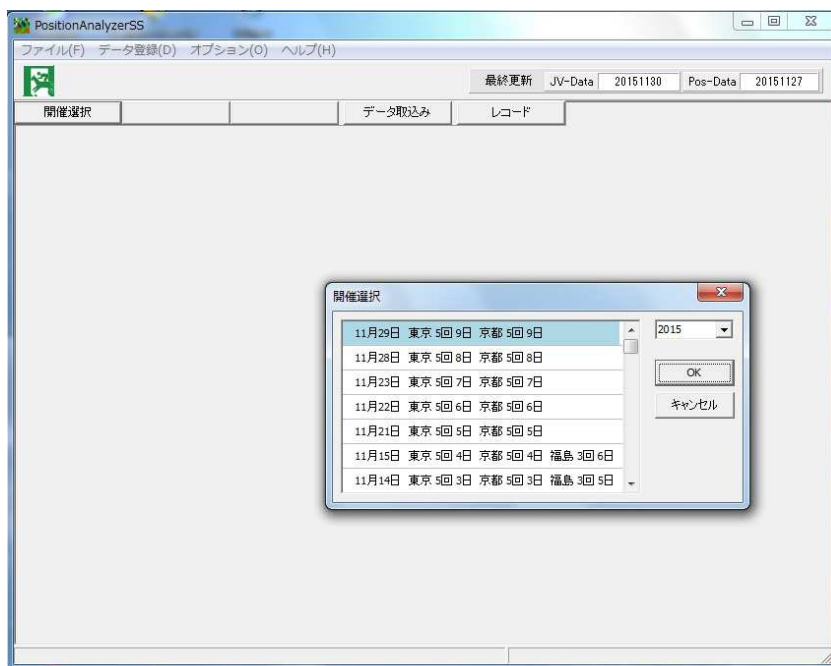 PositionAnalyzerSS
ファイル(F) データ登録(D) オプション(O) ヘルプ(H)
最終更新 JV-Data 20151130 Pos-Data 20151127
開催選択 データ取込み レコード
開催選択
11月29日 東京 5回 9日 京都 5回 9日
2015
11月28日 東京 5回 8日 京都 5回 8日
11月23日 東京 5回 7日 京都 5回 7日
OK
11月22日 東京 5回 6日 京都 5回 6日
キャンセル
11月21日 東京 5回 5日 京都 5回 5日
11月15日 東京 5回 4日 京都 5回 4日 福島 3回 6日
11月14日 東京 5回 3日 京都 5回 3日 福島 3回 5日